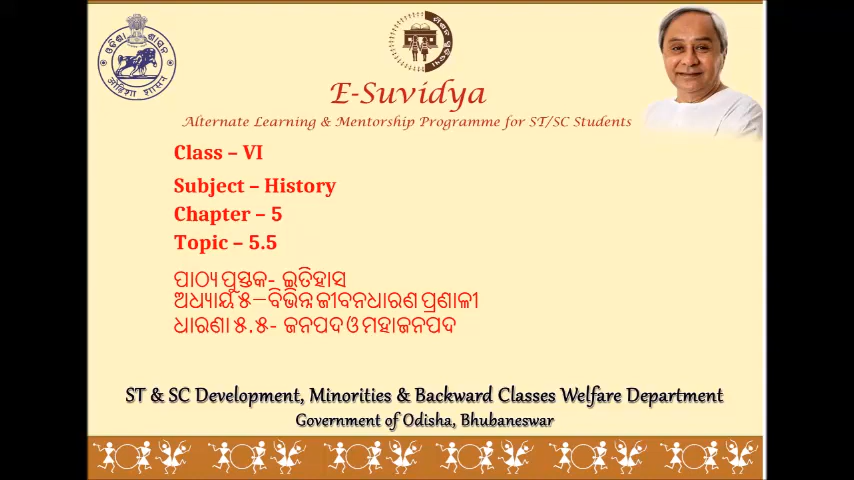 E-Suvidya
Alternate Learning & Mentorship Programme for ST/SC Students
Class – VI
Subject – History
Chapter – 5
Topic – 5.5
ପାଠ୍ୟପୁସ୍ତକ- ଇତିହାସ
ଅଧ୍ୟାୟ ୫–ବିଭିନ୍ନ ଜୀବନଧାରଣ ପ୍ରଣାଳୀ
ଧାରଣା ୫.୫- ଜନପଦ ଓ ମହାଜନପଦ
ST & SC Development, Minorities & Backward Classes Welfare Department
Government of Odisha, Bhubaneswar